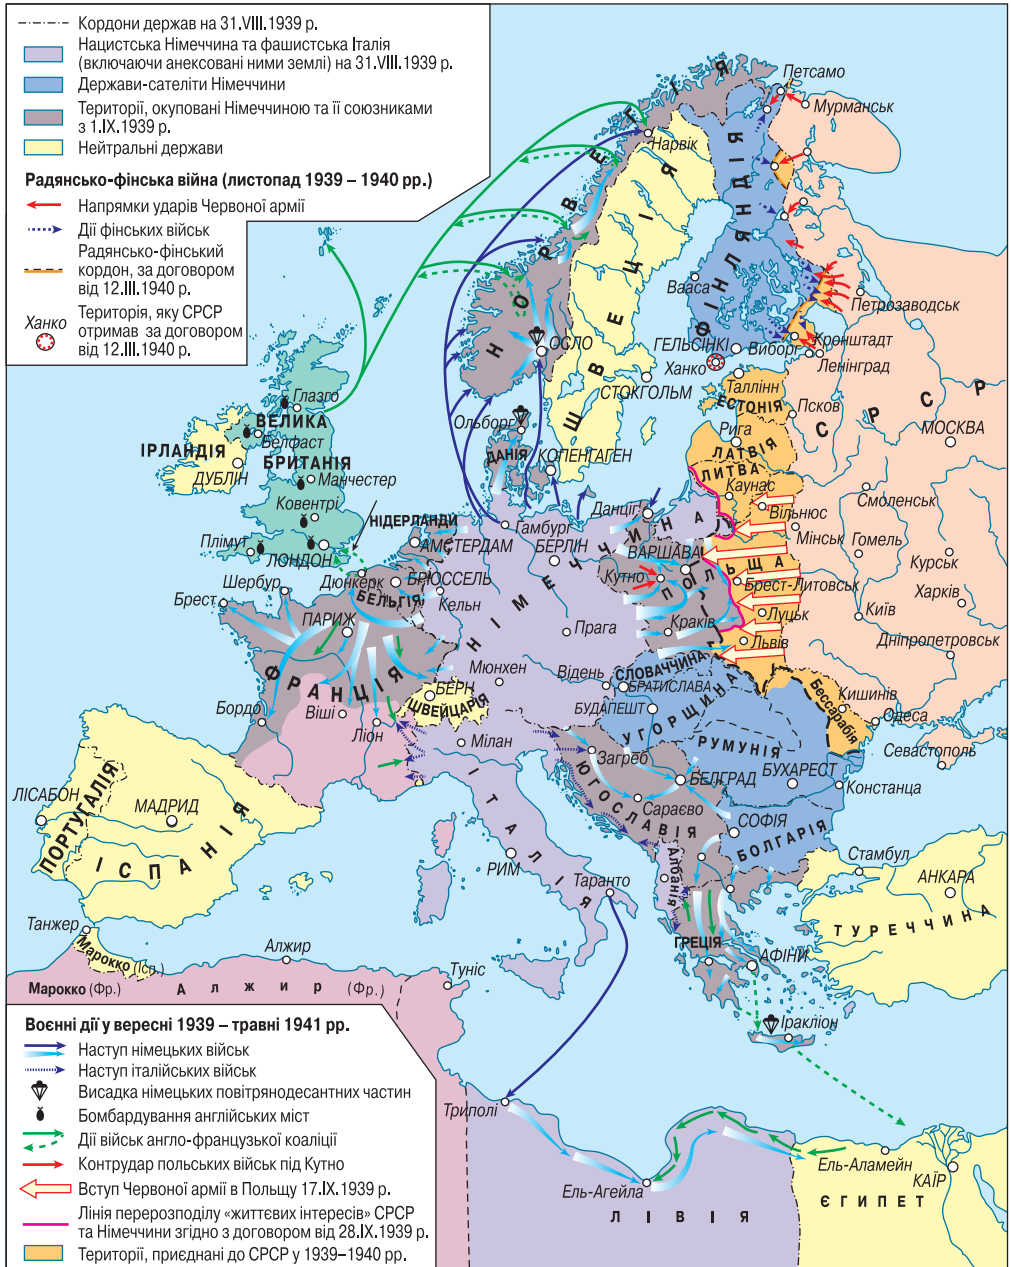 Кордони держав на 31.VIII.1939 р.
Нацистська Німеччина та фашистська Італія
(включаючи анексовані ними землі) на 31.VIII.1939 р.
Держави-сателіти Німеччини
Території, окуповані Німеччиною та її союзниками
з 1.IX.1939 р.
Нейтральні держави
Радянсько-фінська війна (листопад 1939 – 1940 рр.)
Напрямки ударів Червоної армії
Дії фінських військ
Радянсько-фінський
кордон, за договором
від 12.III.1940 р.
Ханко
Територія, яку СРСР
отримав за договором
від 12.III.1940 р.
Петсамо
Мурманськ
Нарвік
НОРВЕГІЯ
ШВЕЦІЯ
ФІНЛЯНДІЯ
Вааса
Петрозаводськ
ОСЛО
ГЕЛЬСІНКІ
Виборг
Кронштадт
Ленінград
Ханко
СТОКГОЛЬМ
Таллінн
ЕСТОНІЯ
Псков
СРСР
Глазго
ВЕЛИКА
БРИТАНІЯ
Белфаст
ІРЛАНДІЯ
ДУБЛІН
Манчестер
Ковентрі
Плімут
ЛОНДОН
Ольборг
ДАНІЯ
КОПЕНГАГЕН
Рига
ЛАТВІЯ
ЛИТВА
Каунас
МОСКВА
Смоленськ
Вільнюс
Мінськ
Гомель
Курськ
НІДЕРЛАНДИ
АМСТЕРДАМ
Гамбург
БЕРЛІН
Данціг
НІМЕЧЧИНА
ВАРШАВА
Кутно
ПОЛЬЩА
ПОЛЬЩА
Брест-Литовськ
Харків
Шербур
Дюнкерк
БРЮССЕЛЬ
БЕЛЬГІЯ
Кельн
Брест
ПАРИЖ
Прага
Краків
Луцьк
Львів
Київ
Дніпропетровськ
ФРАНЦІЯ
Мюнхен
Відень
СЛОВАЧЧИНА
БРАТИСЛАВА
БЕРН
ШВЕЙЦАРІЯ
БУДАПЕШТ
УГОРЩИНА
Бессарабія
Кишинів
Одеса
Бордо
Віші
Ліон
Мілан
РУМУНІЯ
Севастополь
Загреб
ЮГОСЛАВІЯ
БЕЛГРАД
БУХАРЕСТ
Констанца
Сараєво
СОФІЯ
БОЛГАРІЯ
ПОРТУГАЛІЯ
ЛІСАБОН
МАДРИД
ІСПАНІЯ
ІТАЛІЯ
РИМ
Таранто
Албанія
Стамбул
АНКАРА
ТУРЕЧЧИНА
ГРЕЦІЯ
АФІНИ
Танжер
Марокко (Ісп.)
Марокко (Фр.)
Алжир
Алжир (Фр.)
Туніс
Іракліон
Триполі
Ель-Агейла
ЛІВІЯ
Ель-Аламейн
КАЇР
ЄГИПЕТ
Воєнні дії у вересні 1939 – травні 1941 рр.
Наступ німецьких військ
Наступ італійських військ
Висадка німецьких повітрянодесантних частин
Бомбардування англійських міст
Дії військ англо-французької коаліції
Контрудар польських військ під Кутно
Вступ Червоної армії в Польщу 17.IX.1939 р.
Лінія перерозподілу «життєвих інтересів» СРСР
та Німеччини згідно з договором від 28.IX.1939 р.
Території, приєднані до СРСР у 1939–1940 рр.